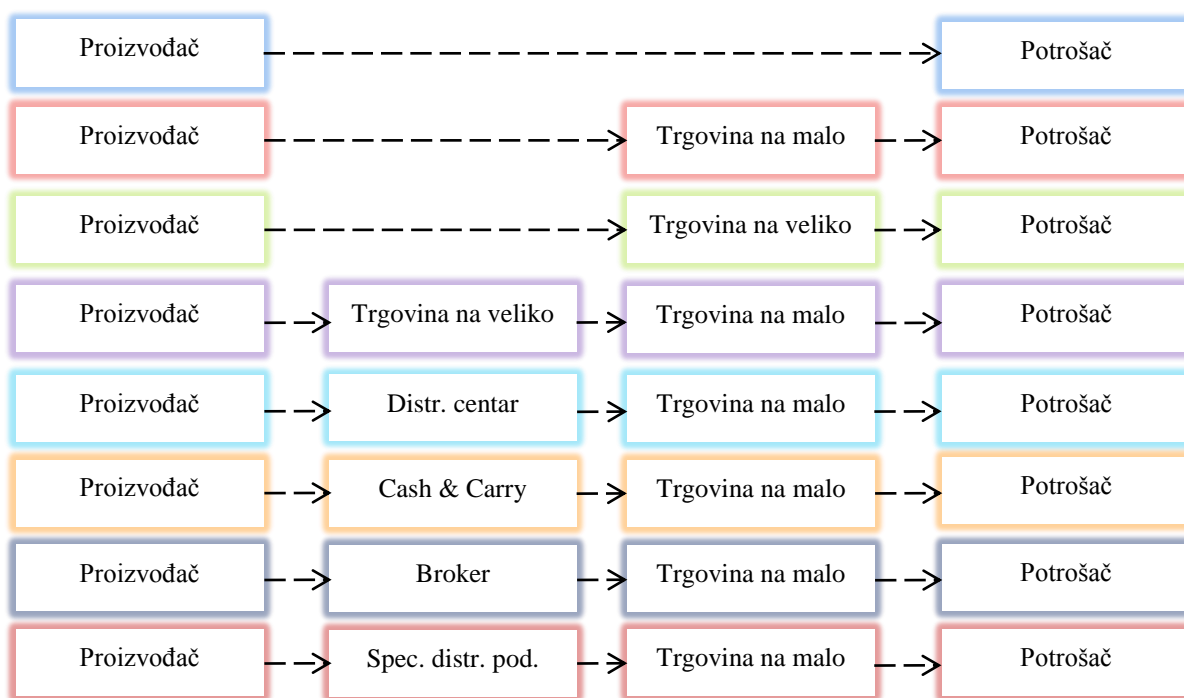 Proizvođač Potrošač
Proizvođač Trgovina na malo Potrošač
Proizvođač Trgovina na veliko Potrošač
Proizvođač Trgovina na veliko Trgovina na malo Potrošač
Proizvođač Distr. centar Trgovina na malo Potrošač
Proizvođač Cash & Carry Trgovina na malo Potrošač
Proizvođač Broker Trgovina na malo Potrošač
Proizvođač Spec. distr. pod. Trgovina na malo Potrošač